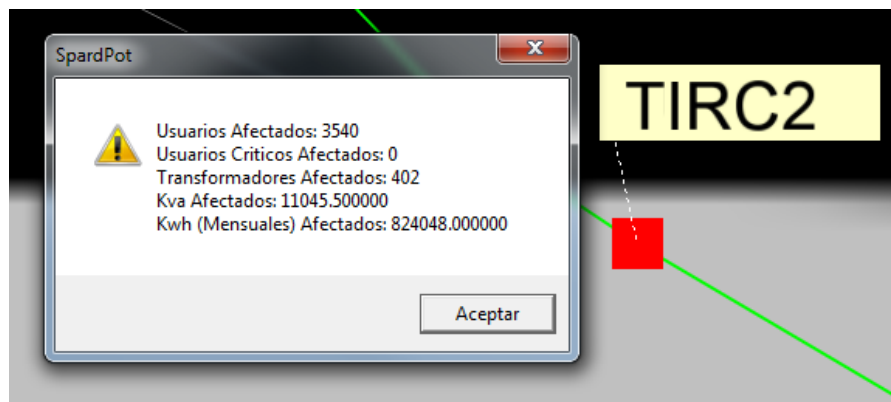 SpardPot
Usuarios Afectados: 3540
Usuarios Criticos Afectados: 0
Transformadores Afectados: 402
Kva Afectados: 11045.500000
Kwh (Mensuales) Afectados: 824048.000000
Aceptar
TIRC2